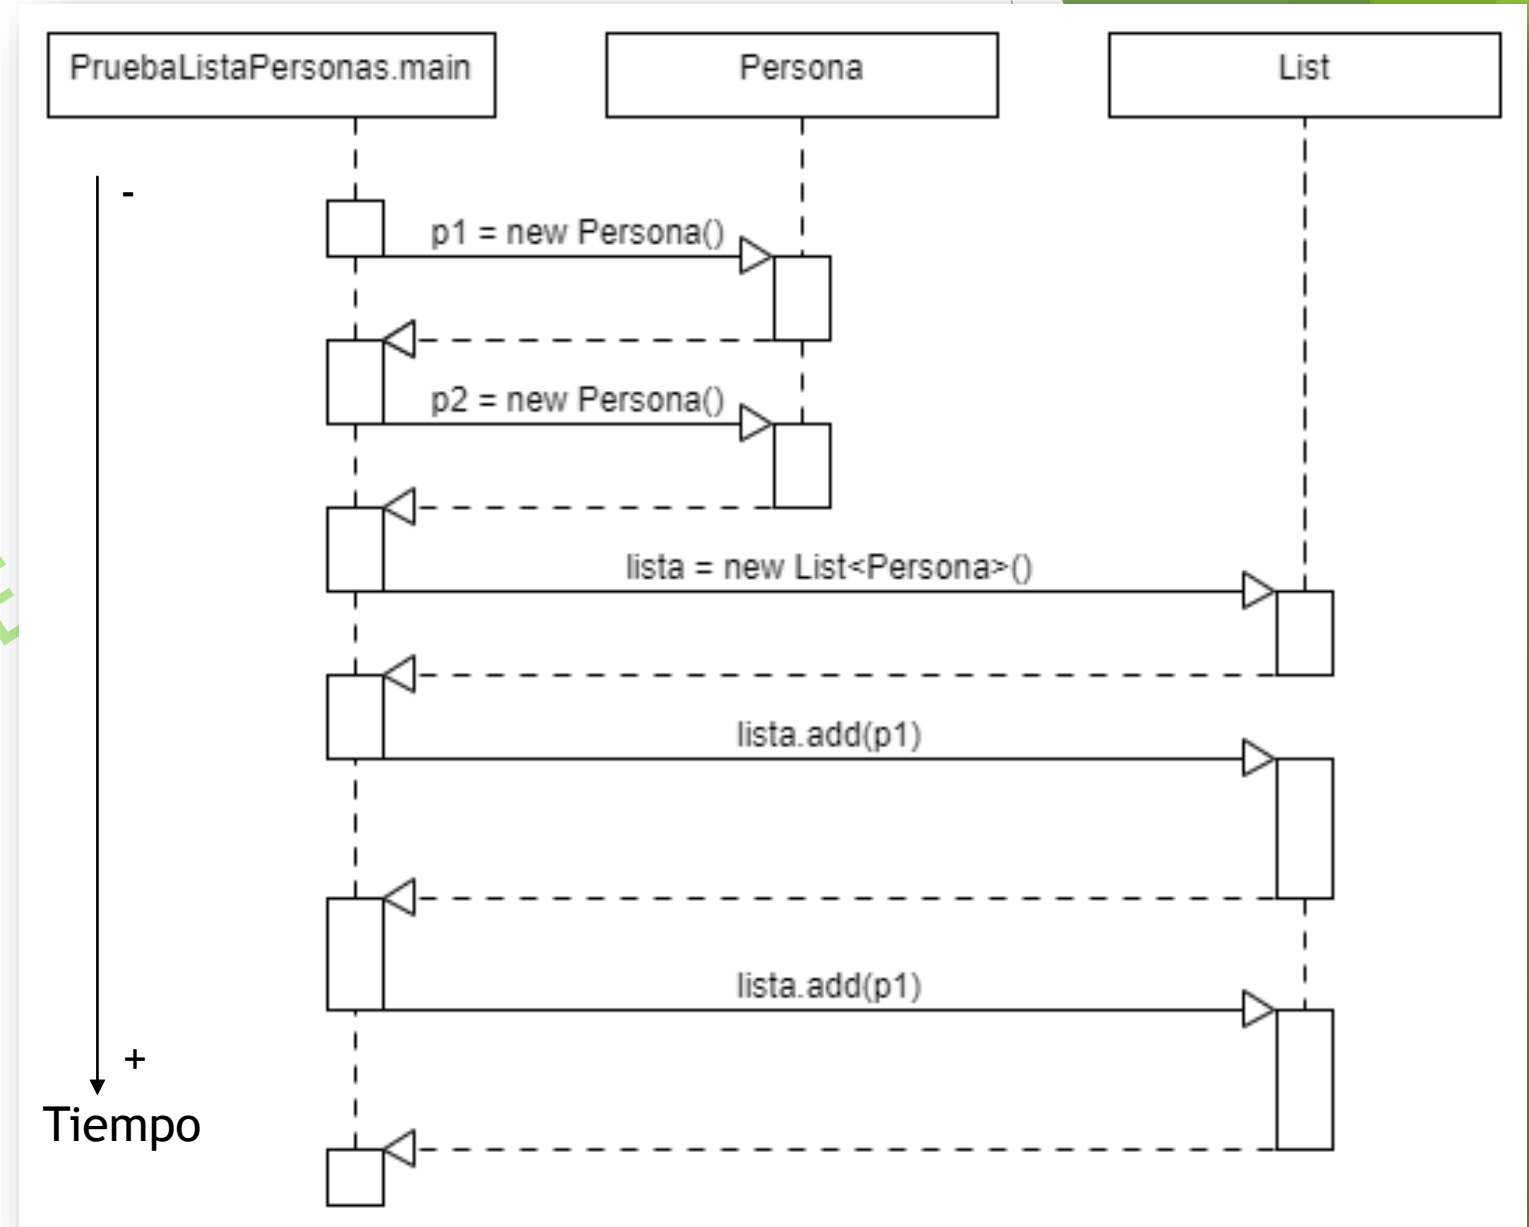 PruebaListaPersonas.main
Persona
List
-
p1 = new Persona()
p2 = new Persona()
lista = new List<Persona>()
lista.add(p1)
lista.add(p1)
+
Tiempo